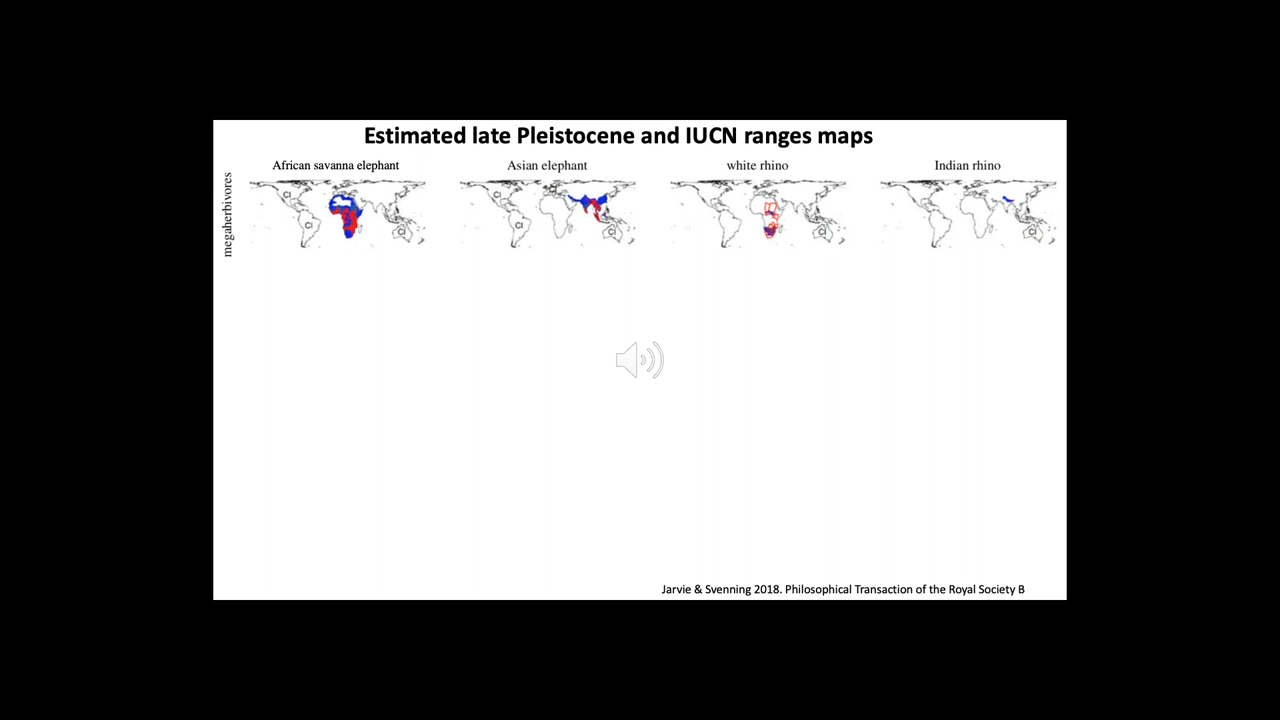 Estimated late Pleistocene and IUCN ranges maps
African savanna elephant
Asian elephant
white rhino
Indian rhino
megaherbivores
Jarvie & Svenning 2018. Philosophical Transaction of the Royal Society B